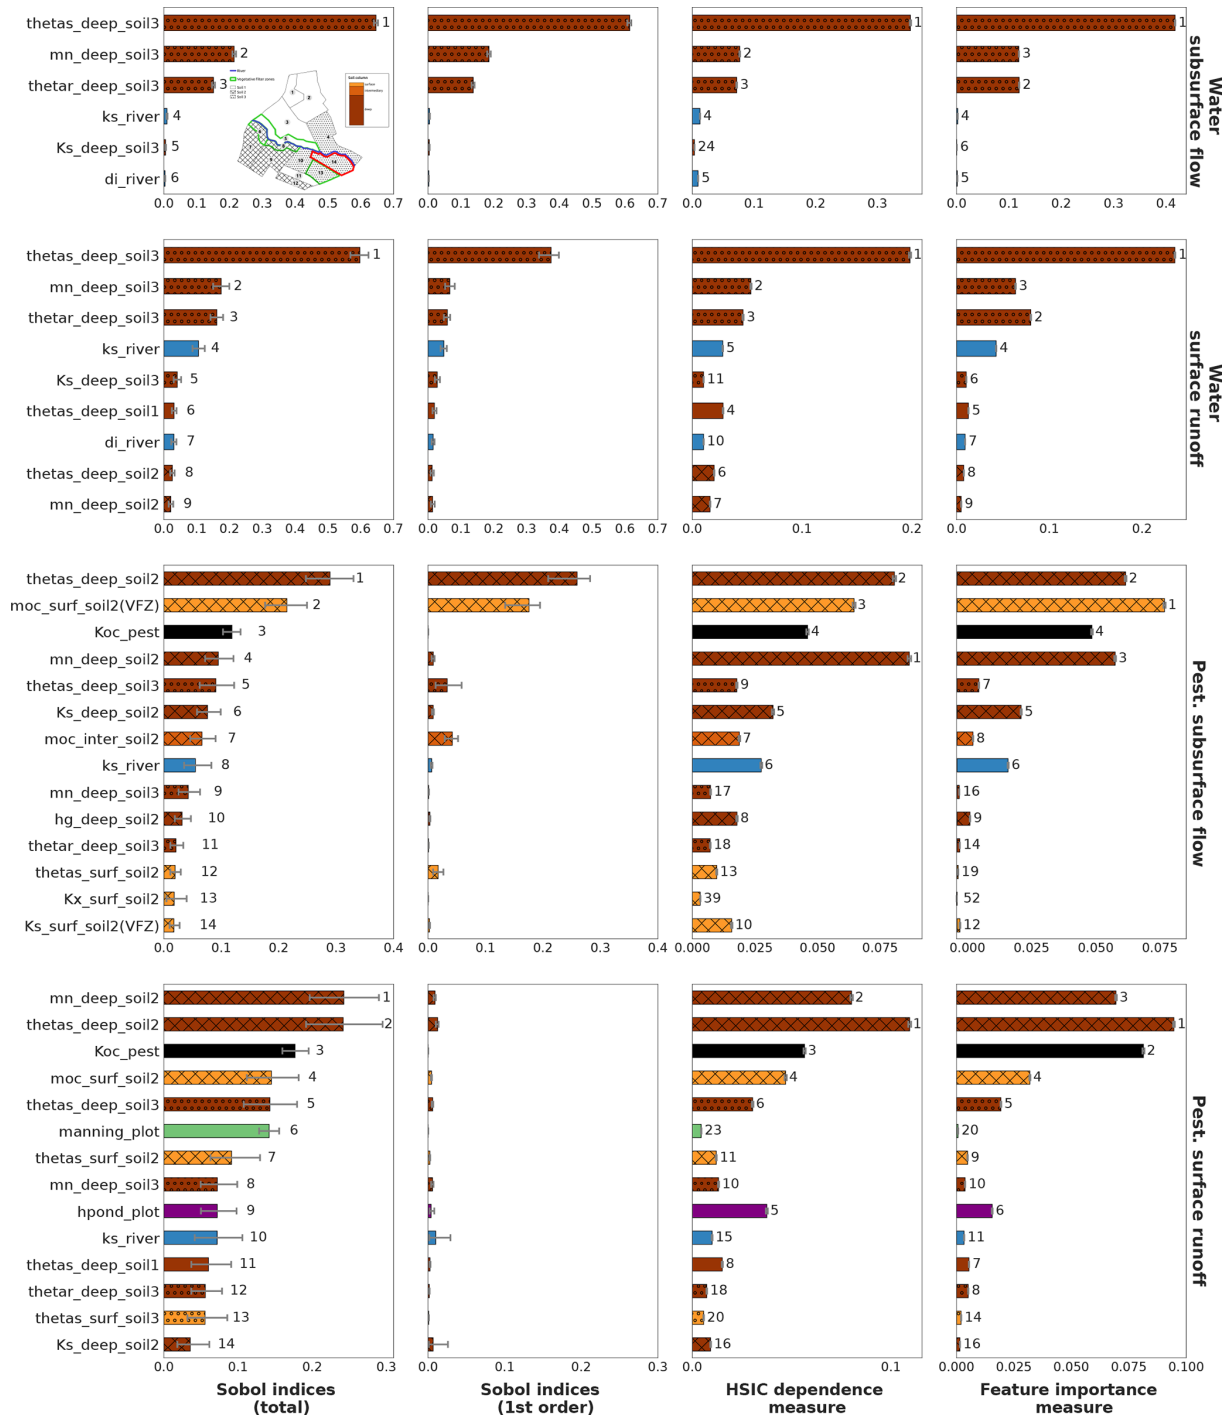 thetas_deep_soil3
mn_deep_soil3
thetar_deep_soil3
ks_river
Ks_deep_soil3
di_river
1
2
3
4
5
6
River
Vegetative filter zones
Soil 1
Soil 2
Soil 3
Soil column
0.0 0.1 0.2 0.3 0.4 0.5 0.6 0.7
0.0 0.1 0.2 0.3 0.4 0.5 0.6 0.7
1
2
3
4
24
5
0.0 0.1 0.2 0.3
1
3
2
4
6
5
0.0 0.1 0.2 0.3 0.4
Water
subsurface flow
thetas_deep_soil3
mn_deep_soil3
thetar_deep_soil3
ks_river
Ks_deep_soil3
thetas_deep_soil1
di_river
thetas_deep_soil2
mn_deep_soil2
1
2
3
4
5
6
7
8
9
0.0 0.1 0.2 0.3 0.4 0.5 0.6 0.7
0.0 0.1 0.2 0.3 0.4 0.5 0.6 0.7
1
2
3
5
11
4
10
6
7
0.0 0.1 0.2
1
3
2
4
6
5
7
8
9
0.0 0.1 0.2
Water
surface runoff
thetas_deep_soil2
moc_surf_soil2(VFZ)
Koc_pest
mn_deep_soil2
thetas_deep_soil3
Ks_deep_soil2
moc_inter_soil2
ks_river
mn_deep_soil3
hg_deep_soil2
thetar_deep_soil3
thetas_surf_soil2
Kx_surf_soil2
Ks_surf_soil2(VFZ)
1
2
3
4
5
6
7
8
9
10
11
12
13
14
0.0 0.1 0.2 0.3 0.4
0.0 0.1 0.2 0.3 0.4
2
3
4
1
9
5
7
6
17
8
18
13
39
10
0.000 0.025 0.050 0.075
2
1
4
3
7
5
8
6
16
9
14
19
52
12
0.000 0.025 0.050 0.075
Pest. subsurface flow
mn_deep_soil2
thetas_deep_soil2
Koc_pest
moc_surf_soil2
thetas_deep_soil3
manning_plot
thetas_surf_soil2
mn_deep_soil3
hpond_plot
ks_river
thetas_deep_soil1
thetar_deep_soil3
thetas_surf_soil3
Ks_deep_soil2
1
2
3
4
5
6
7
8
9
10
11
12
13
14
0.0 0.1 0.2 0.3
0.0 0.1 0.2 0.3
2
1
3
4
6
23
11
10
5
15
8
18
20
16
0.0 0.1
3
1
2
4
5
20
9
10
6
11
7
8
14
16
0.000 0.025 0.050 0.075 0.100
Pest. surface runoff
Sobol indices
(total)
Sobol indices
(1st order)
HSIC dependence
measure
Feature importance
measure